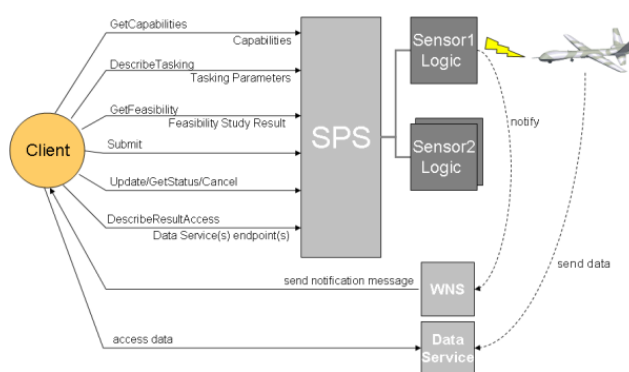 GetCapabilities
Capabilities
DescribeTasking
Tasking Parameters
GetFeasibility
Feasibility Study Result
Submit
Update/GetStatus/Cancel
DescribeResultAccess
Data Service(s) endpoint(s)
Client
SPS
Sensor1
Logic
Sensor2
Logic
notify
send data
send notification message
WNS
access data
Data
Service